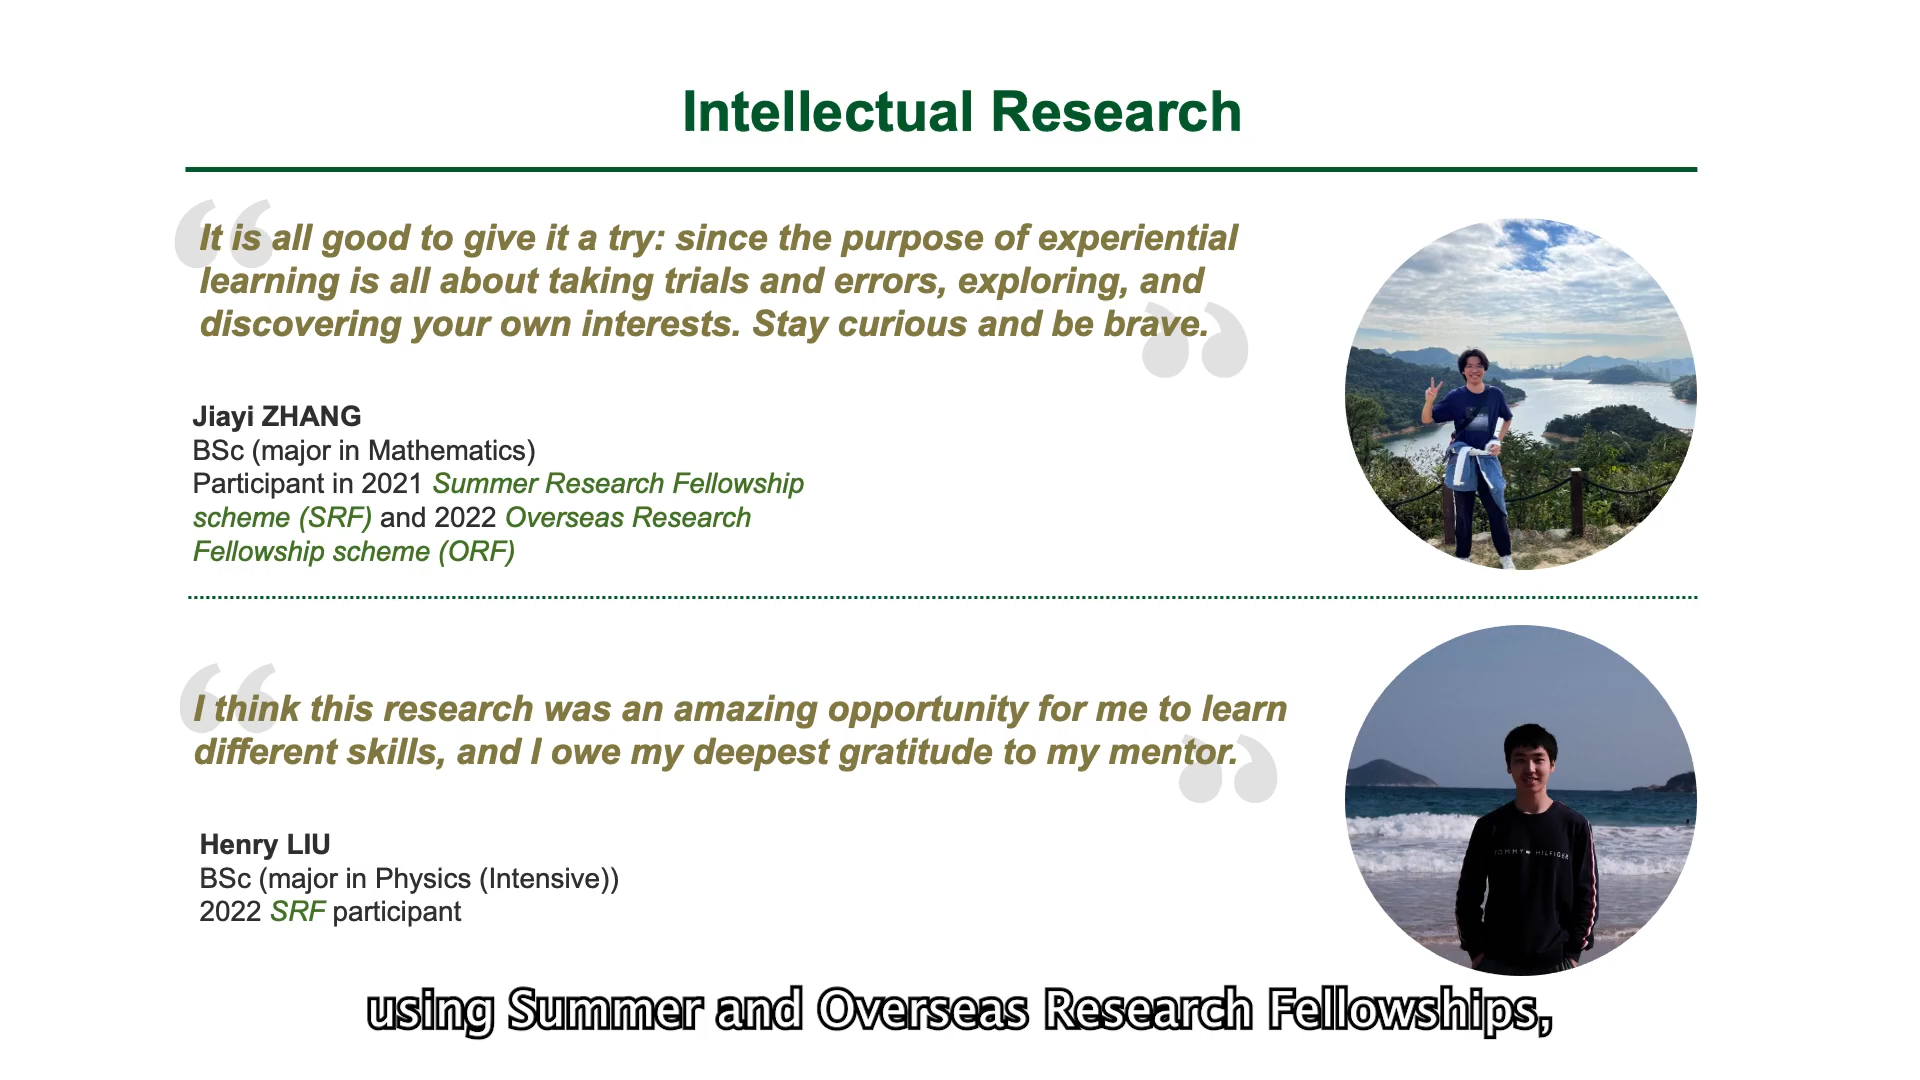 Intellectual Research
It is all good to give it a try: since the purpose of experiential
learning is all about taking trials and errors, exploring, and
discovering your own interests. Stay curious and be brave.
Jiayi ZHANG
BSc (major in Mathematics)
Participant in 2021 Summer Research Fellowship
scheme (SRF) and 2022 Overseas Research
Fellowship scheme (ORF)
I think this research was an amazing opportunity for me to learn
different skills, and I owe my deepest gratitude to my mentor.
Henry LIU
BSc (major in Physics (Intensive))
2022 SRF participant
TOMMY HILFIGER
using Summer and Overseas Research Fellowships,